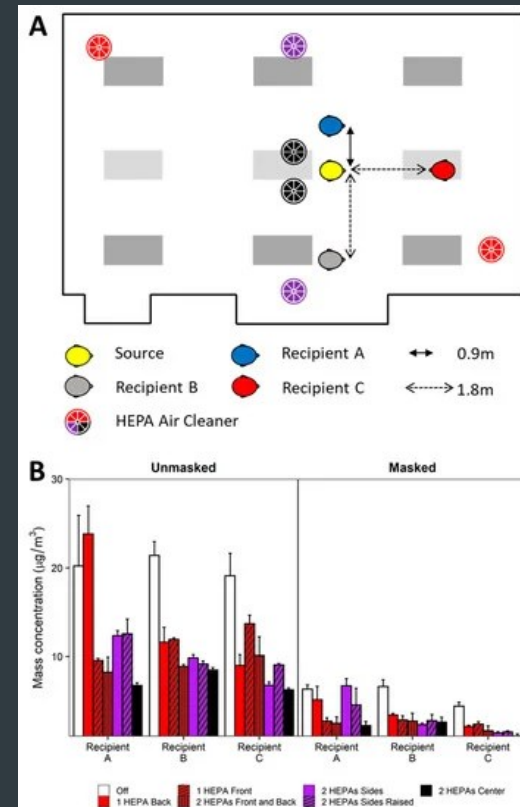 A
Source
Recipient A
0.9m
Recipient B
Recipient C
1.8m
HEPA Air Cleaner
B
Unmasked
Masked
Mass concentration (µg/m³)
30
20
10
Recipient A
Recipient B
Recipient C
Recipient A
Recipient B
Recipient C
Off
1 HEPA Front
2 HEPAs Sides
2 HEPAs Center
1 HEPA Back
2 HEPAs Front and Back
2 HEPAs Sides Raised